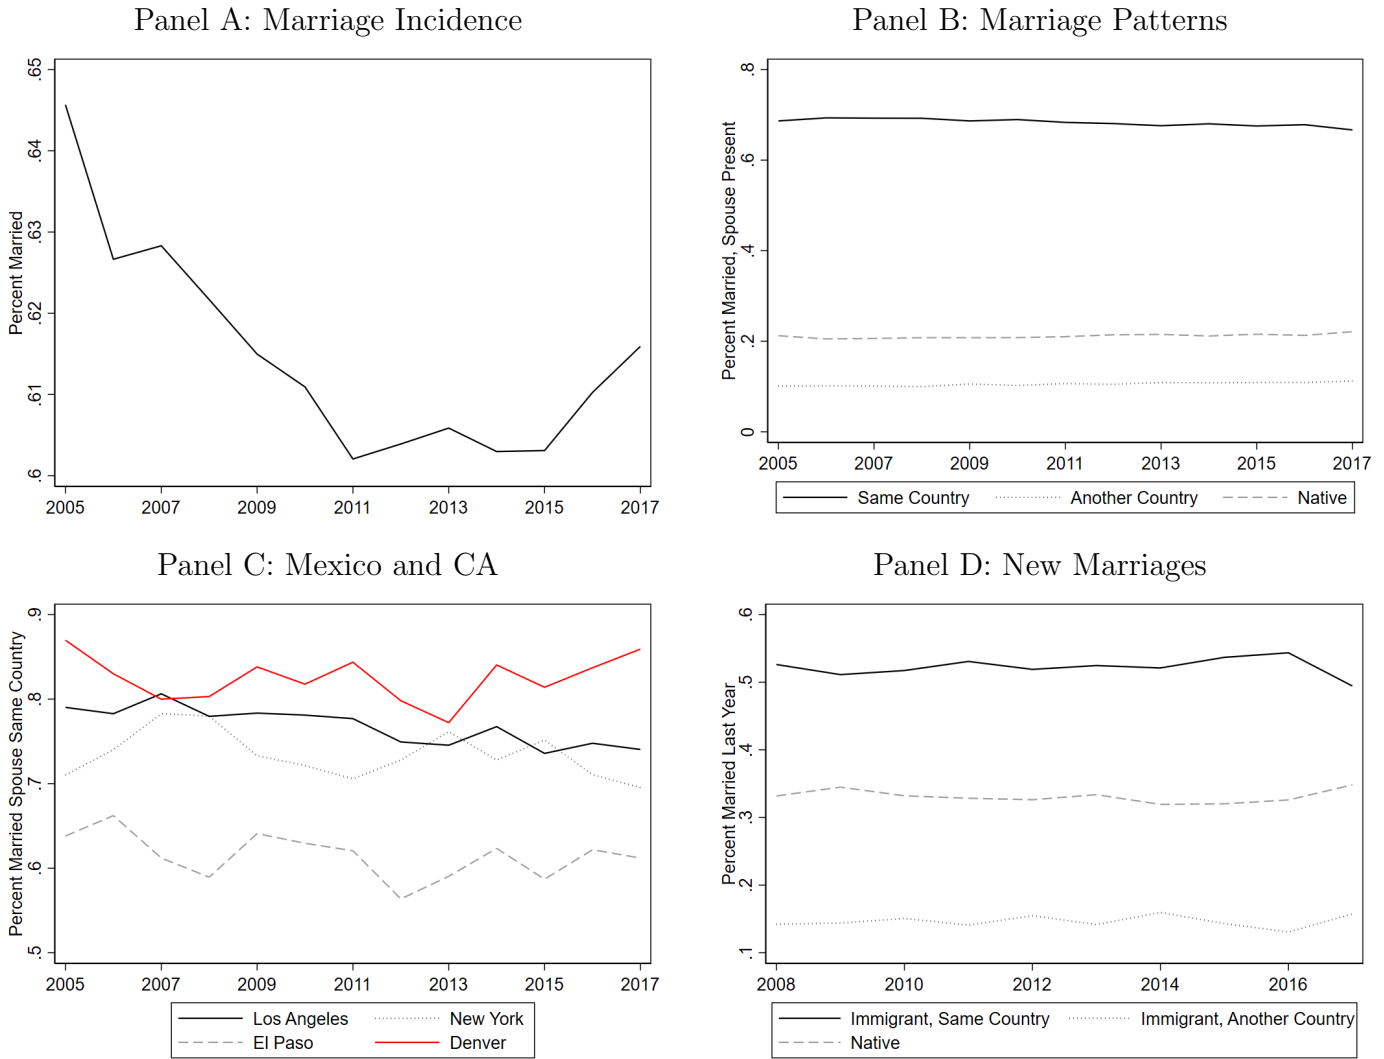 Panel A: Marriage Incidence
Percent Married
.65
.64
.63
.62
.61
.6
2005 2007 2009 2011 2013 2015 2017
Panel B: Marriage Patterns
Percent Married, Spouse Present
.8
.6
.4
.2
0
2005 2007 2009 2011 2013 2015 2017
Same Country Another Country Native
Panel C: Mexico and CA
Percent Married Spouse Same Country
.9
.8
.7
.6
.5
2005 2007 2009 2011 2013 2015 2017
Los Angeles New York
El Paso Denver
Panel D: New Marriages
Percent Married Last Year
.6
.5
.4
.3
.2
.1
2008 2010 2012 2014 2016
Immigrant, Same Country Immigrant, Another Country
Native